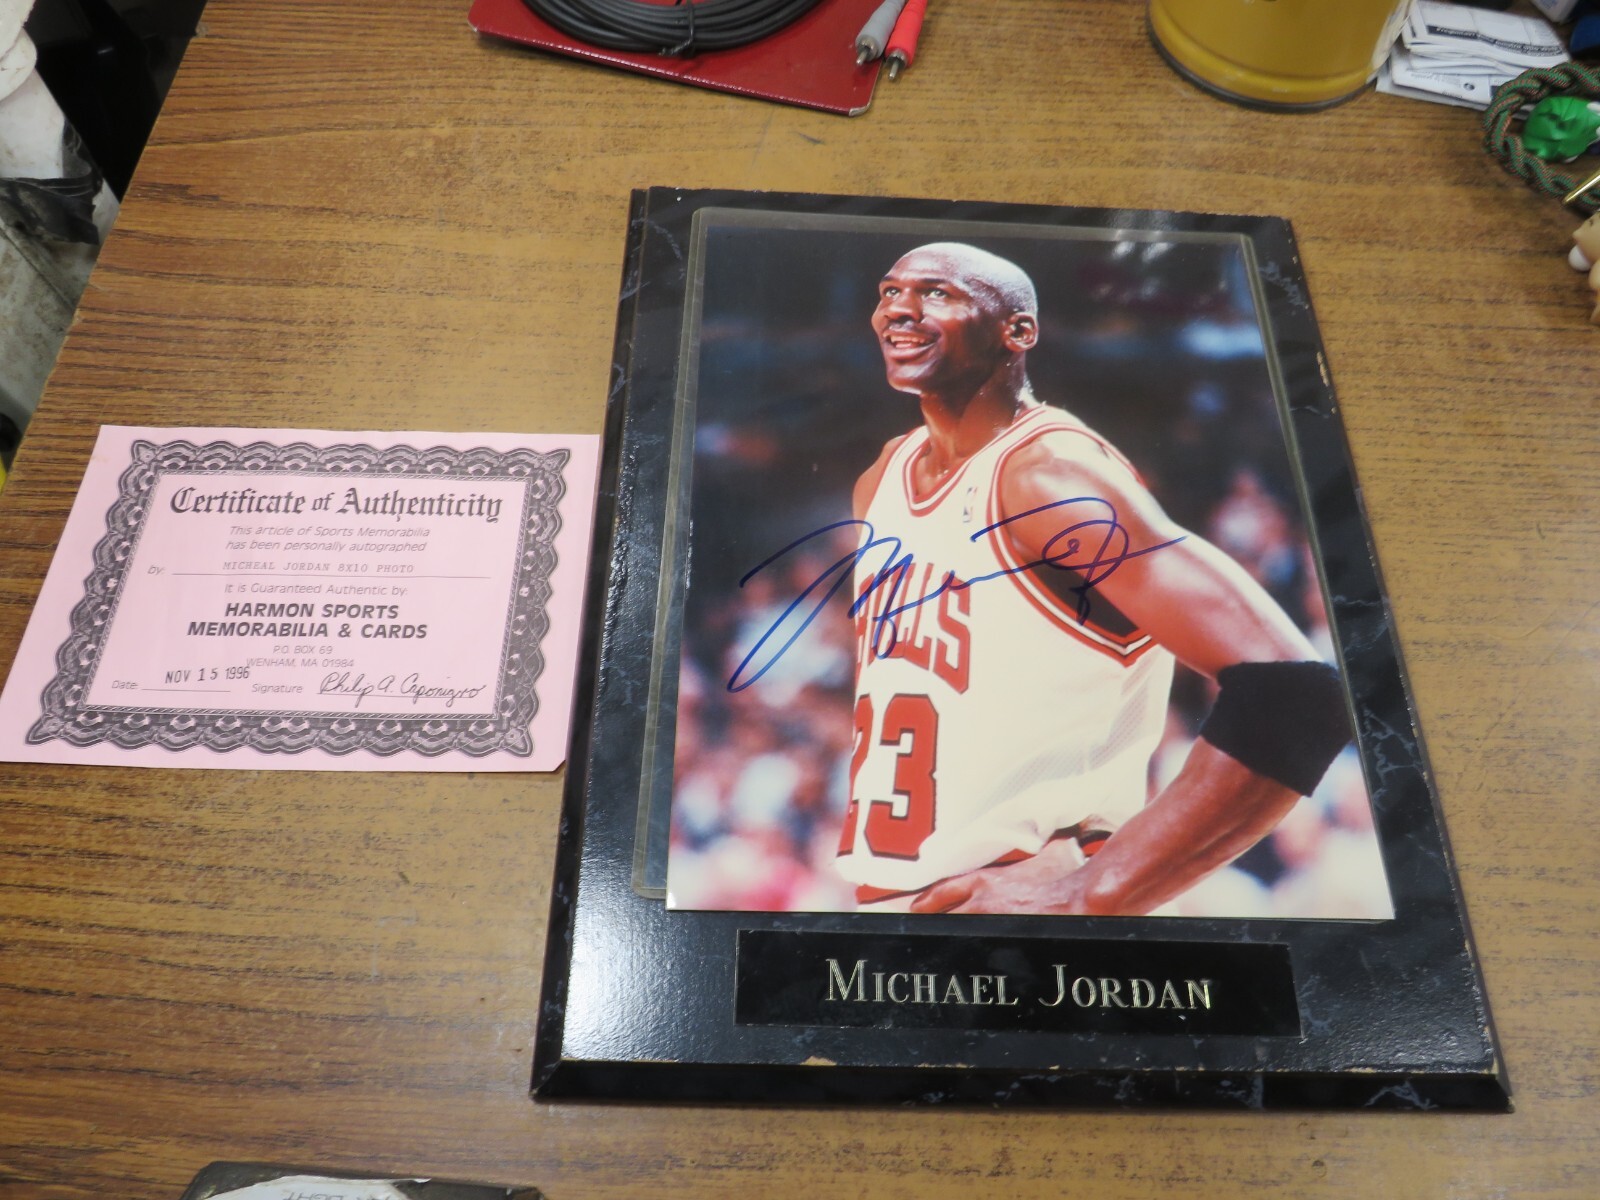 Certificate of Authenticity
This article of Sports Memorabilia
has been personally autographed
by: MICHEAL JORDAN 8X10 PHOTO
It is Guaranteed Authentic by:
HARMON SPORTS
MEMORABILIA & CARDS
P.O. BOX 69
WENHAM, MA 01984
Date: NOV 15 1996 Signature Philip A. Caponigro
BULLS
23
MICHAEL JORDAN